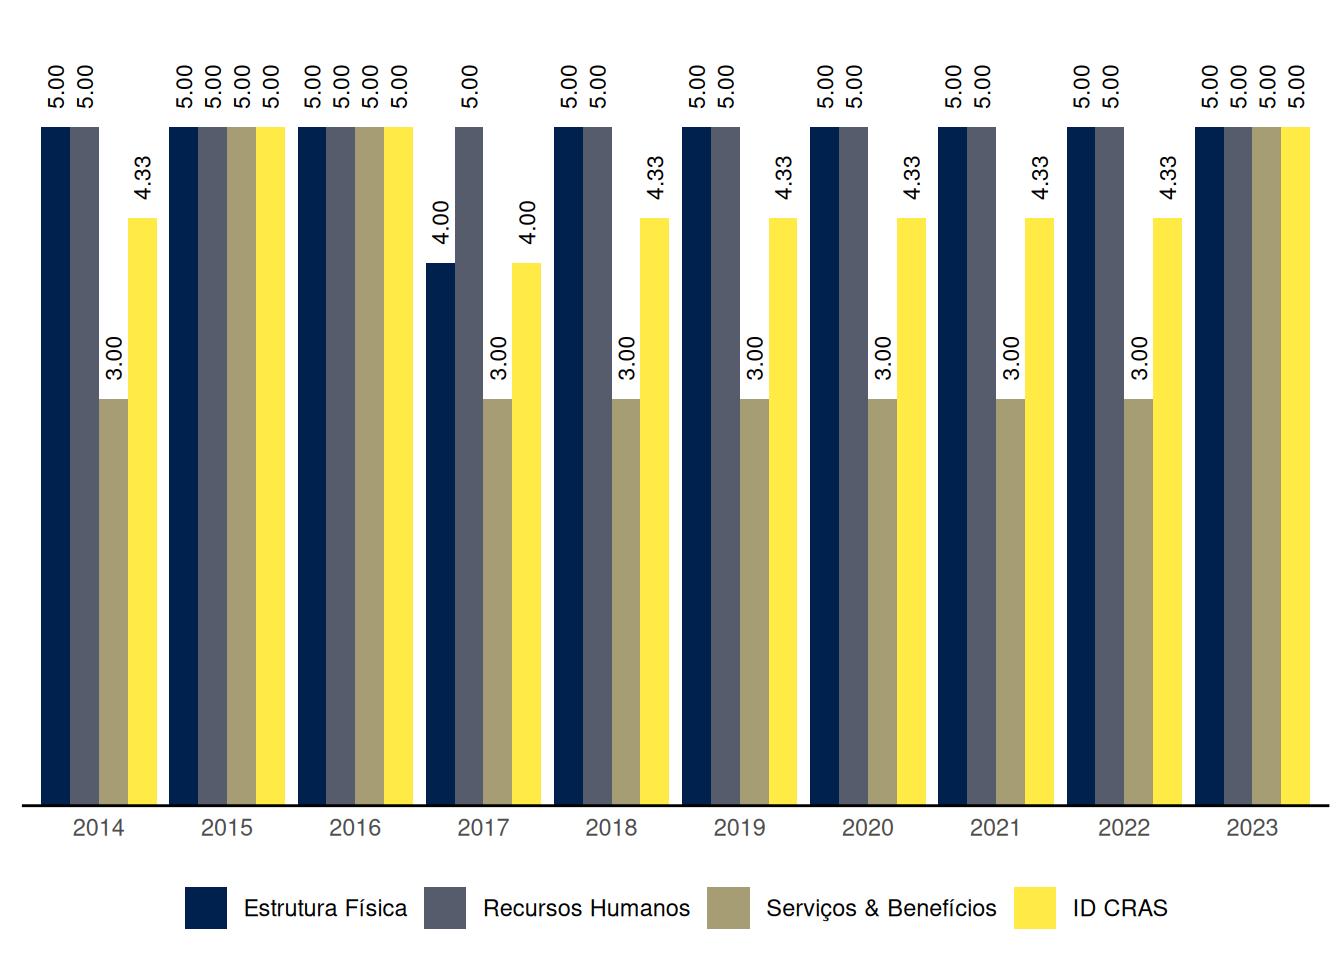 5.00 5.00 3.00 4.33 5.00 5.00 5.00 5.00 5.00 5.00 5.00 5.00 4.00 5.00 3.00 4.00 5.00 5.00 3.00 4.33 5.00 5.00 3.00 4.33 5.00 5.00 3.00 4.33 5.00 5.00 3.00 4.33 5.00 5.00 3.00 4.33 5.00 5.00 5.00 5.00
2014 2015 2016 2017 2018 2019 2020 2021 2022 2023
Estrutura Física Recursos Humanos Serviços & Benefícios ID CRAS